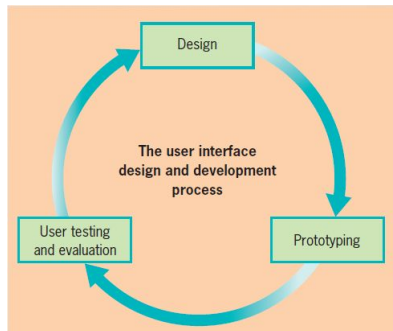 Design
The user interface
design and development
process
User testing
and evaluation
Prototyping